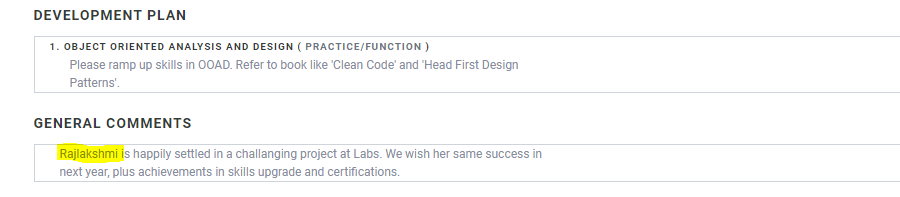 DEVELOPMENT PLAN
1. OBJECT ORIENTED ANALYSIS AND DESIGN ( PRACTICE/FUNCTION )
Please ramp up skills in OOAD. Refer to book like 'Clean Code' and 'Head First Design
Patterns'.
GENERAL COMMENTS
Rajlakshmi is happily settled in a challanging project at Labs. We wish her same success in
next year, plus achievements in skills upgrade and certifications.